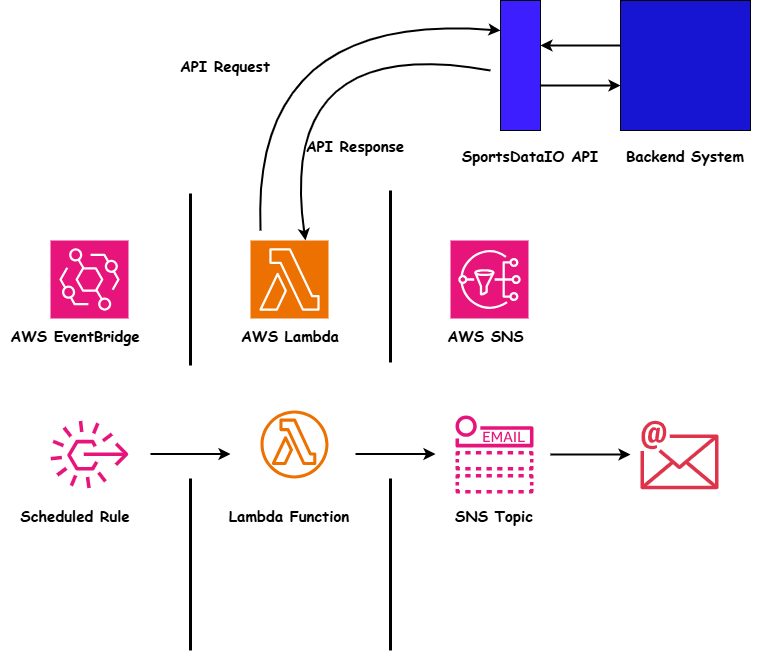 API Request
API Response
SportsDataIO API
Backend System
AWS EventBridge
AWS Lambda
AWS SNS
@
EMAIL
Scheduled Rule
Lambda Function
SNS Topic